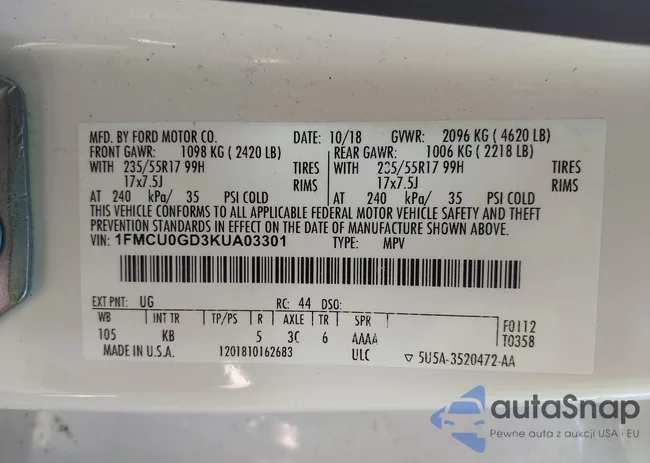 MFD. BY FORD MOTOR CO. DATE: 10/18 GVWR: 2096 KG ( 4620 LB)
FRONT GAWR: 1098 KG ( 2420 LB) REAR GAWR: 1006 KG ( 2218 LB)
WITH 235/55R17 99H TIRES WITH 235/55R17 99H TIRES
17x7.5J RIMS 17x7.5J RIMS
AT 240 kPa/ 35 PSI COLD AT 240 kPa/ 35 PSI COLD
THIS VEHICLE CONFORMS TO ALL APPLICABLE FEDERAL MOTOR VEHICLE SAFETY AND THEFT
PREVENTION STANDARDS IN EFFECT ON THE DATE OF MANUFACTURE SHOWN ABOVE.
VIN: 1FMCU0GD3KUA03301 TYPE: MPV
EXT PNT: UG RC: 44 DSO:
WB INT TR TP/PS R AXLE TR SPR F0112
105 KB 5 3C 6 AAAA T0358
MADE IN U.S.A. 1201810162683 ULC ▽ 5U5A-3520472-AA
autaSnap
Pewne auta z aukcji USA i EU